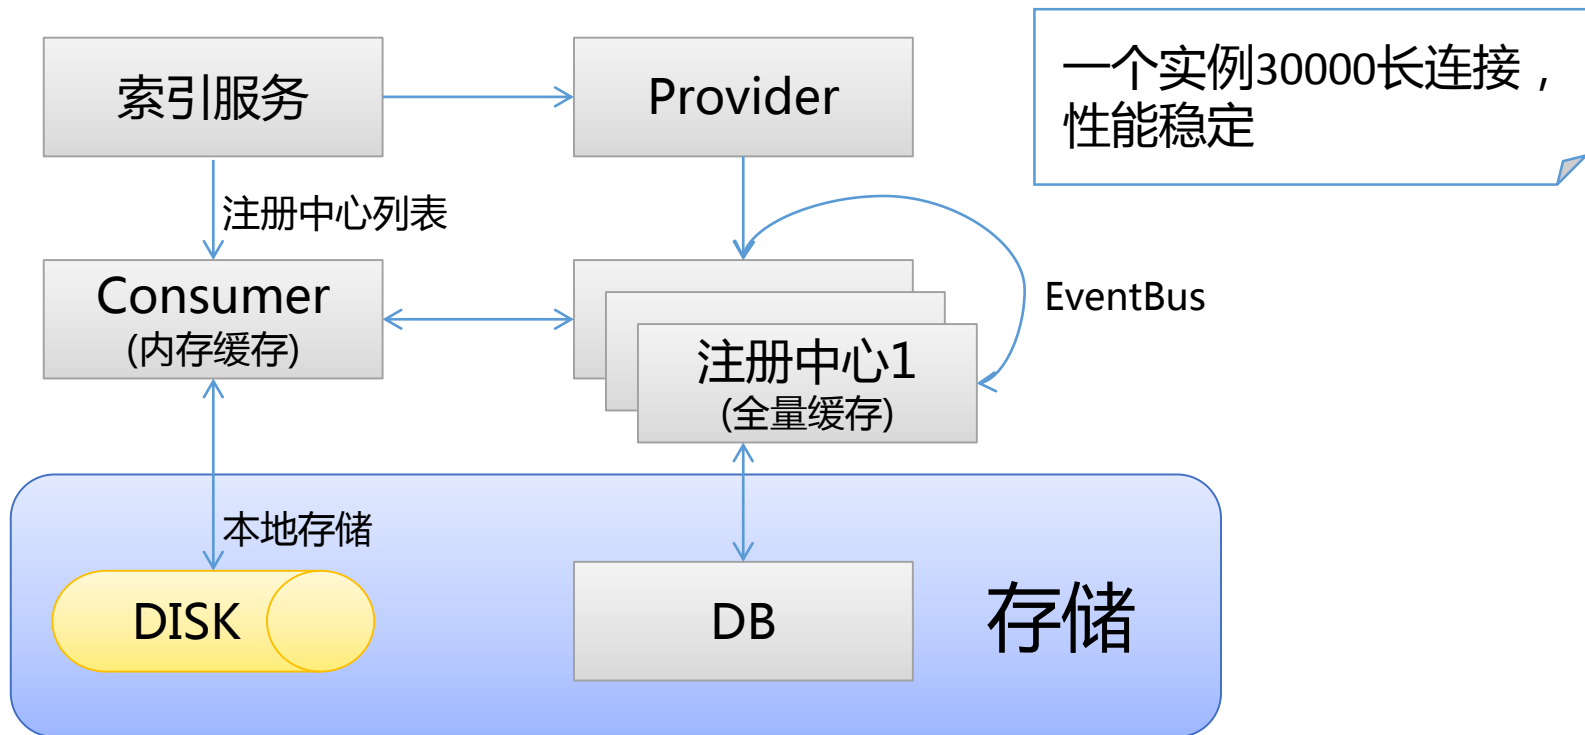 索引服务
Provider
一个实例30000长连接，
性能稳定
注册中心列表
Consumer
(内存缓存)
EventBus
注册中心1
(全量缓存)
本地存储
DISK
DB
存储